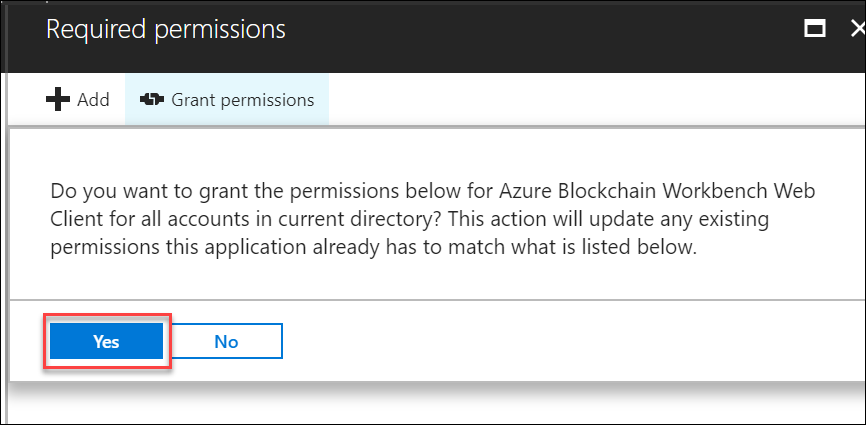 Required permissions
Add
Grant permissions
Do you want to grant the permissions below for Azure Blockchain Workbench Web
Client for all accounts in current directory? This action will update any existing
permissions this application already has to match what is listed below.
Yes
No